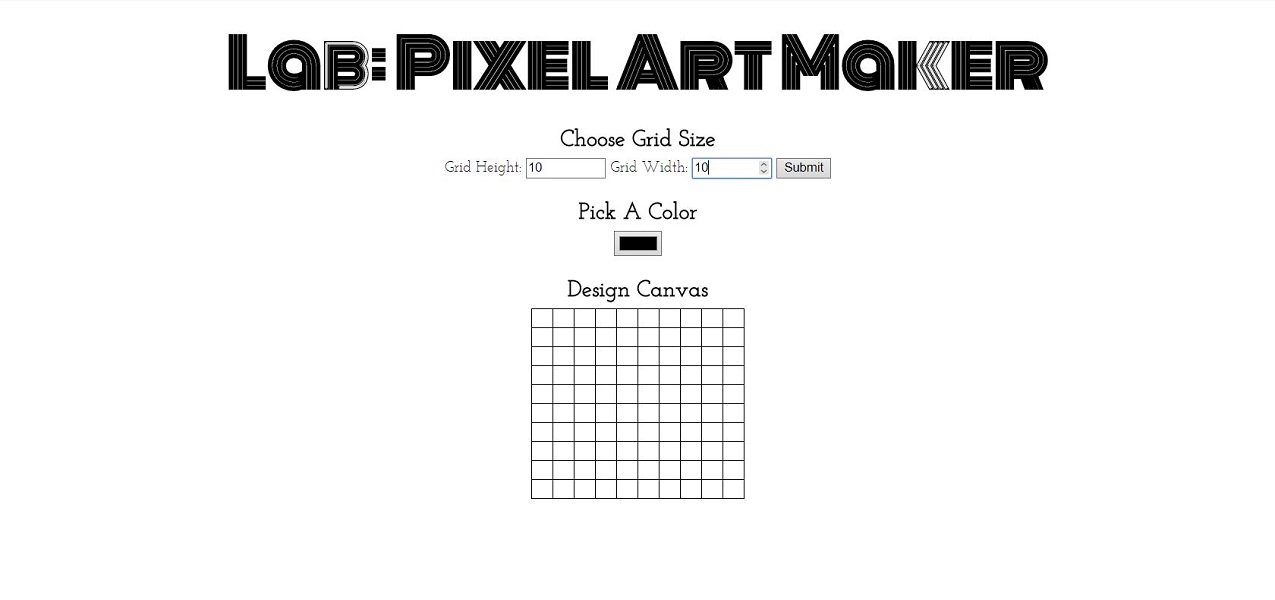 Lab: Pixel Art Maker
Choose Grid Size
Grid Height: 10 Grid Width: 10 Submit
Pick A Color
Design Canvas